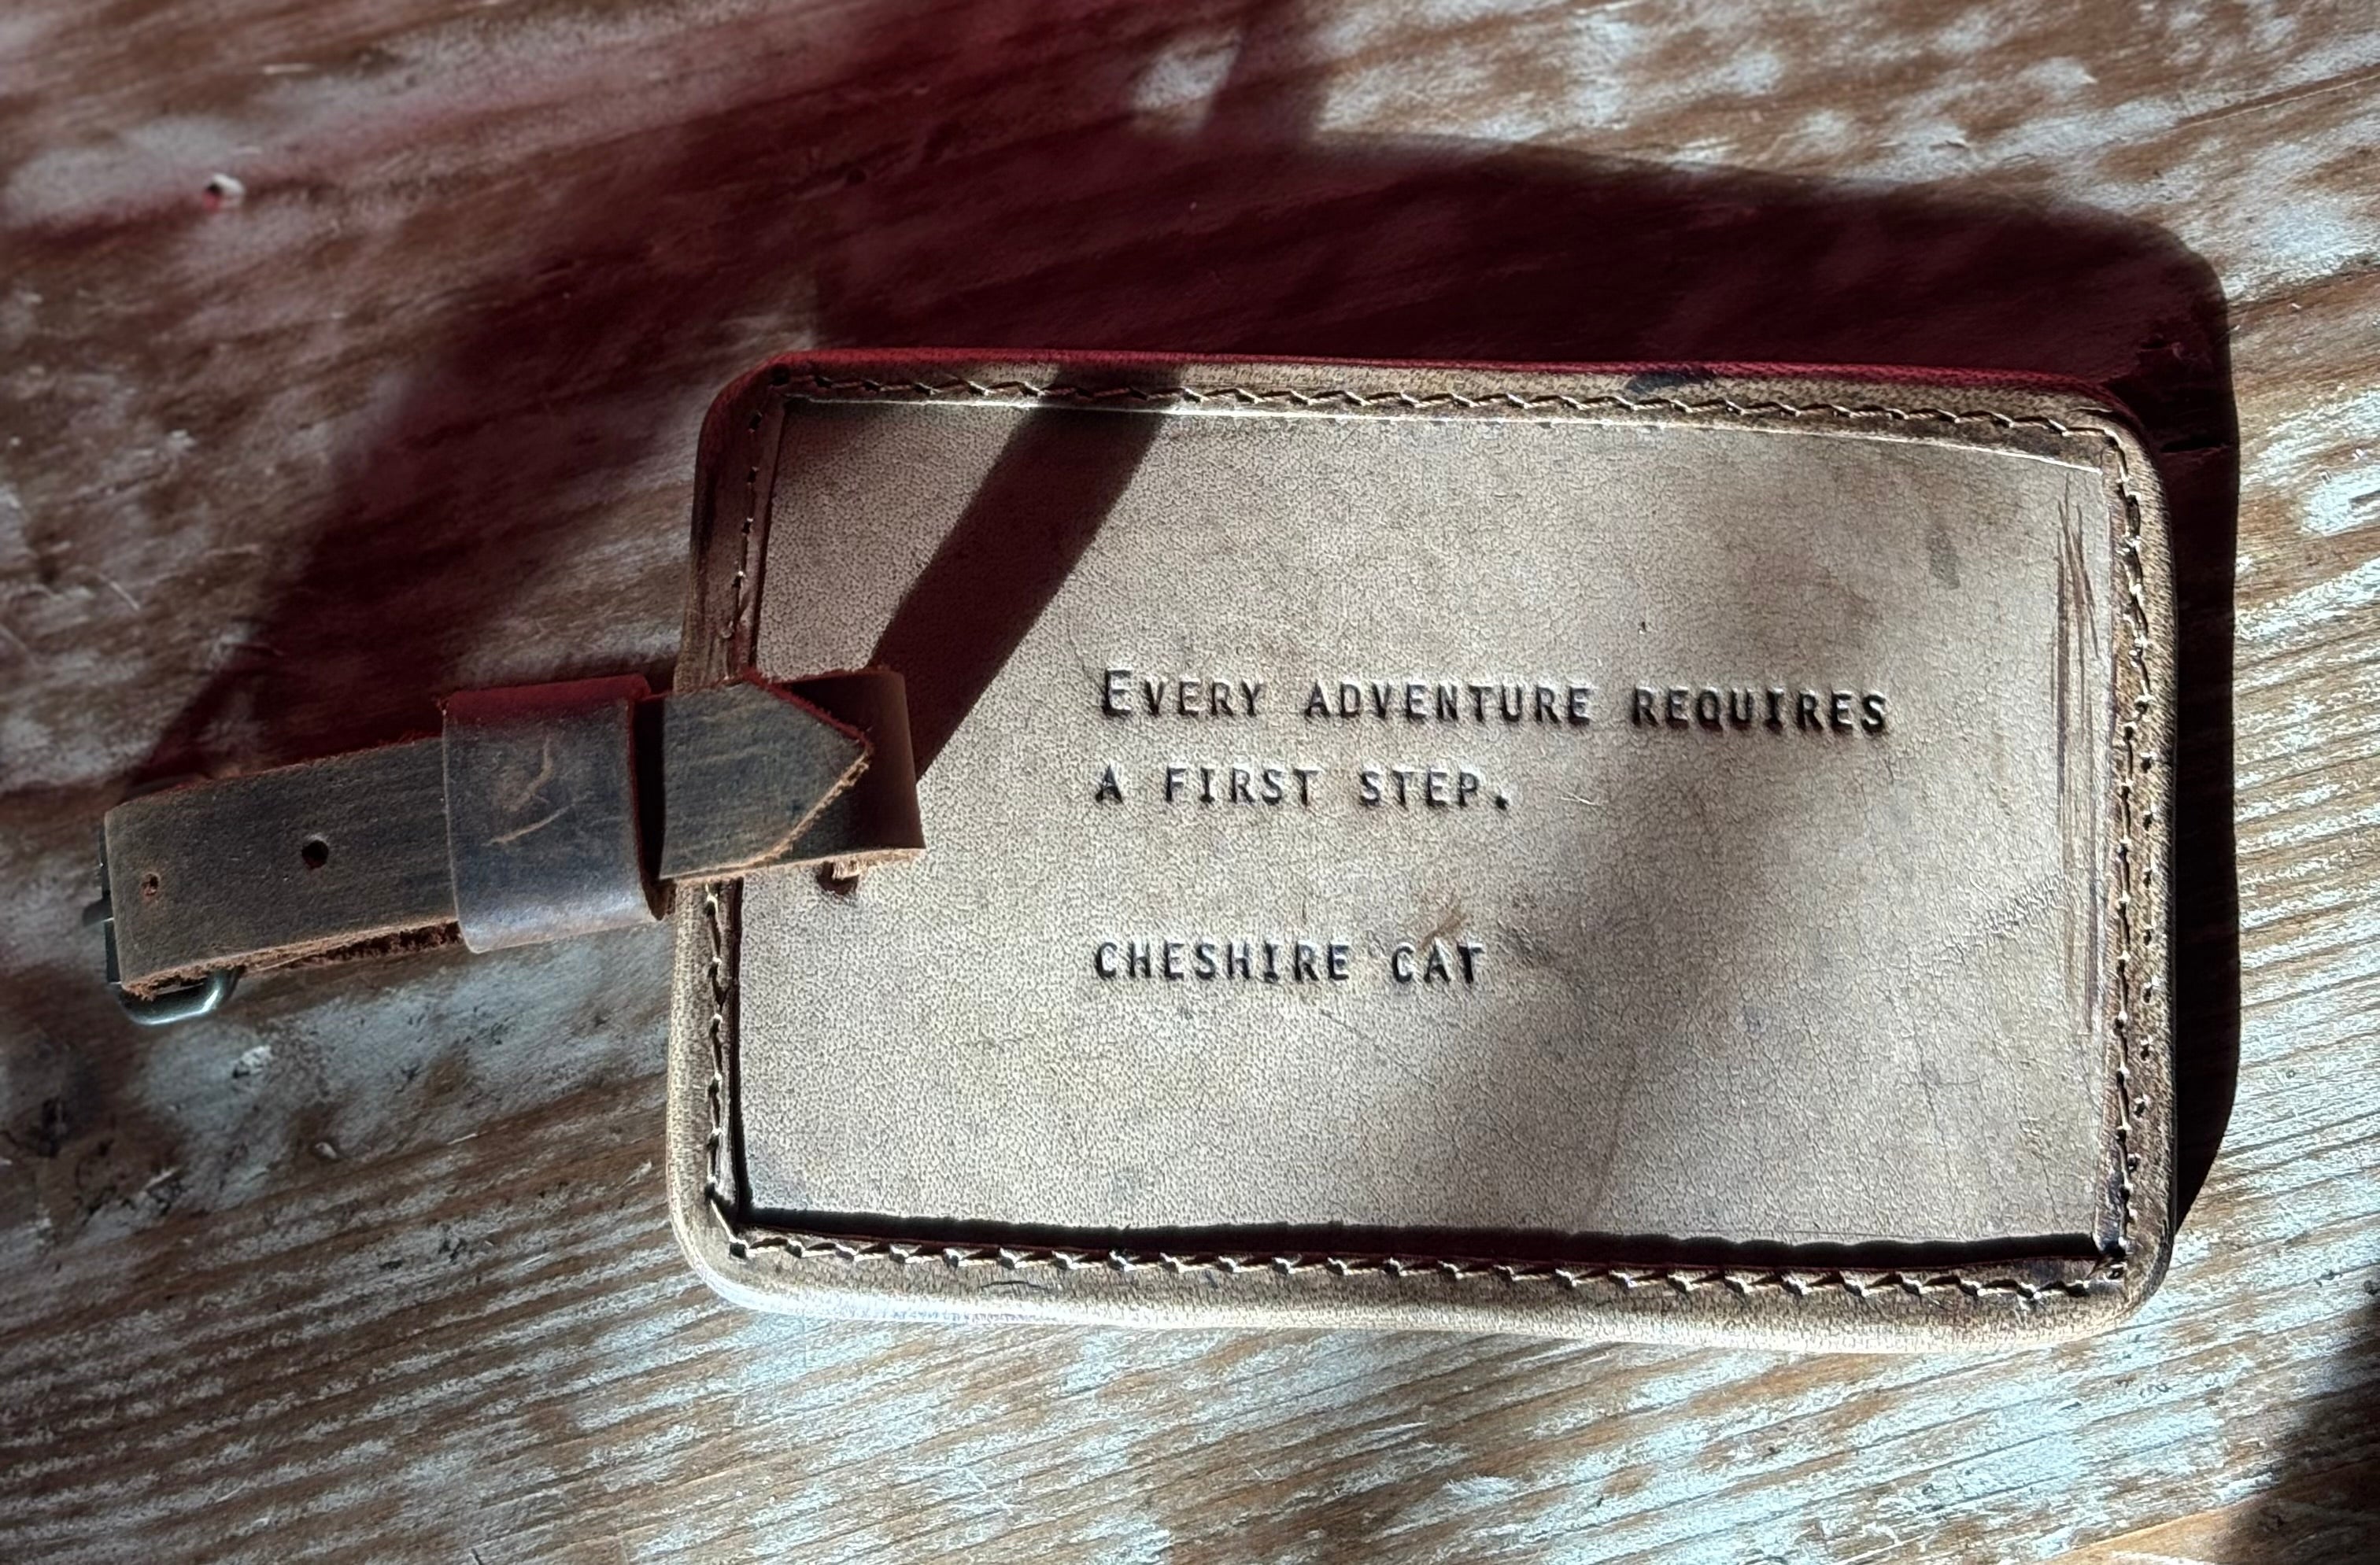 Every adventure requires
a first step.
Cheshire Cat